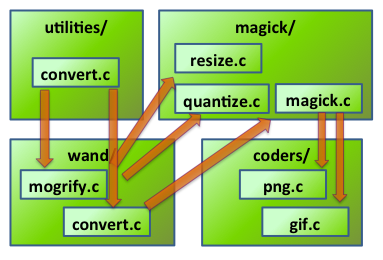 utilities/
convert.c
magick/
resize.c
quantize.c
magick.c
wand/
mogrify.c
convert.c
coders/
png.c
gif.c